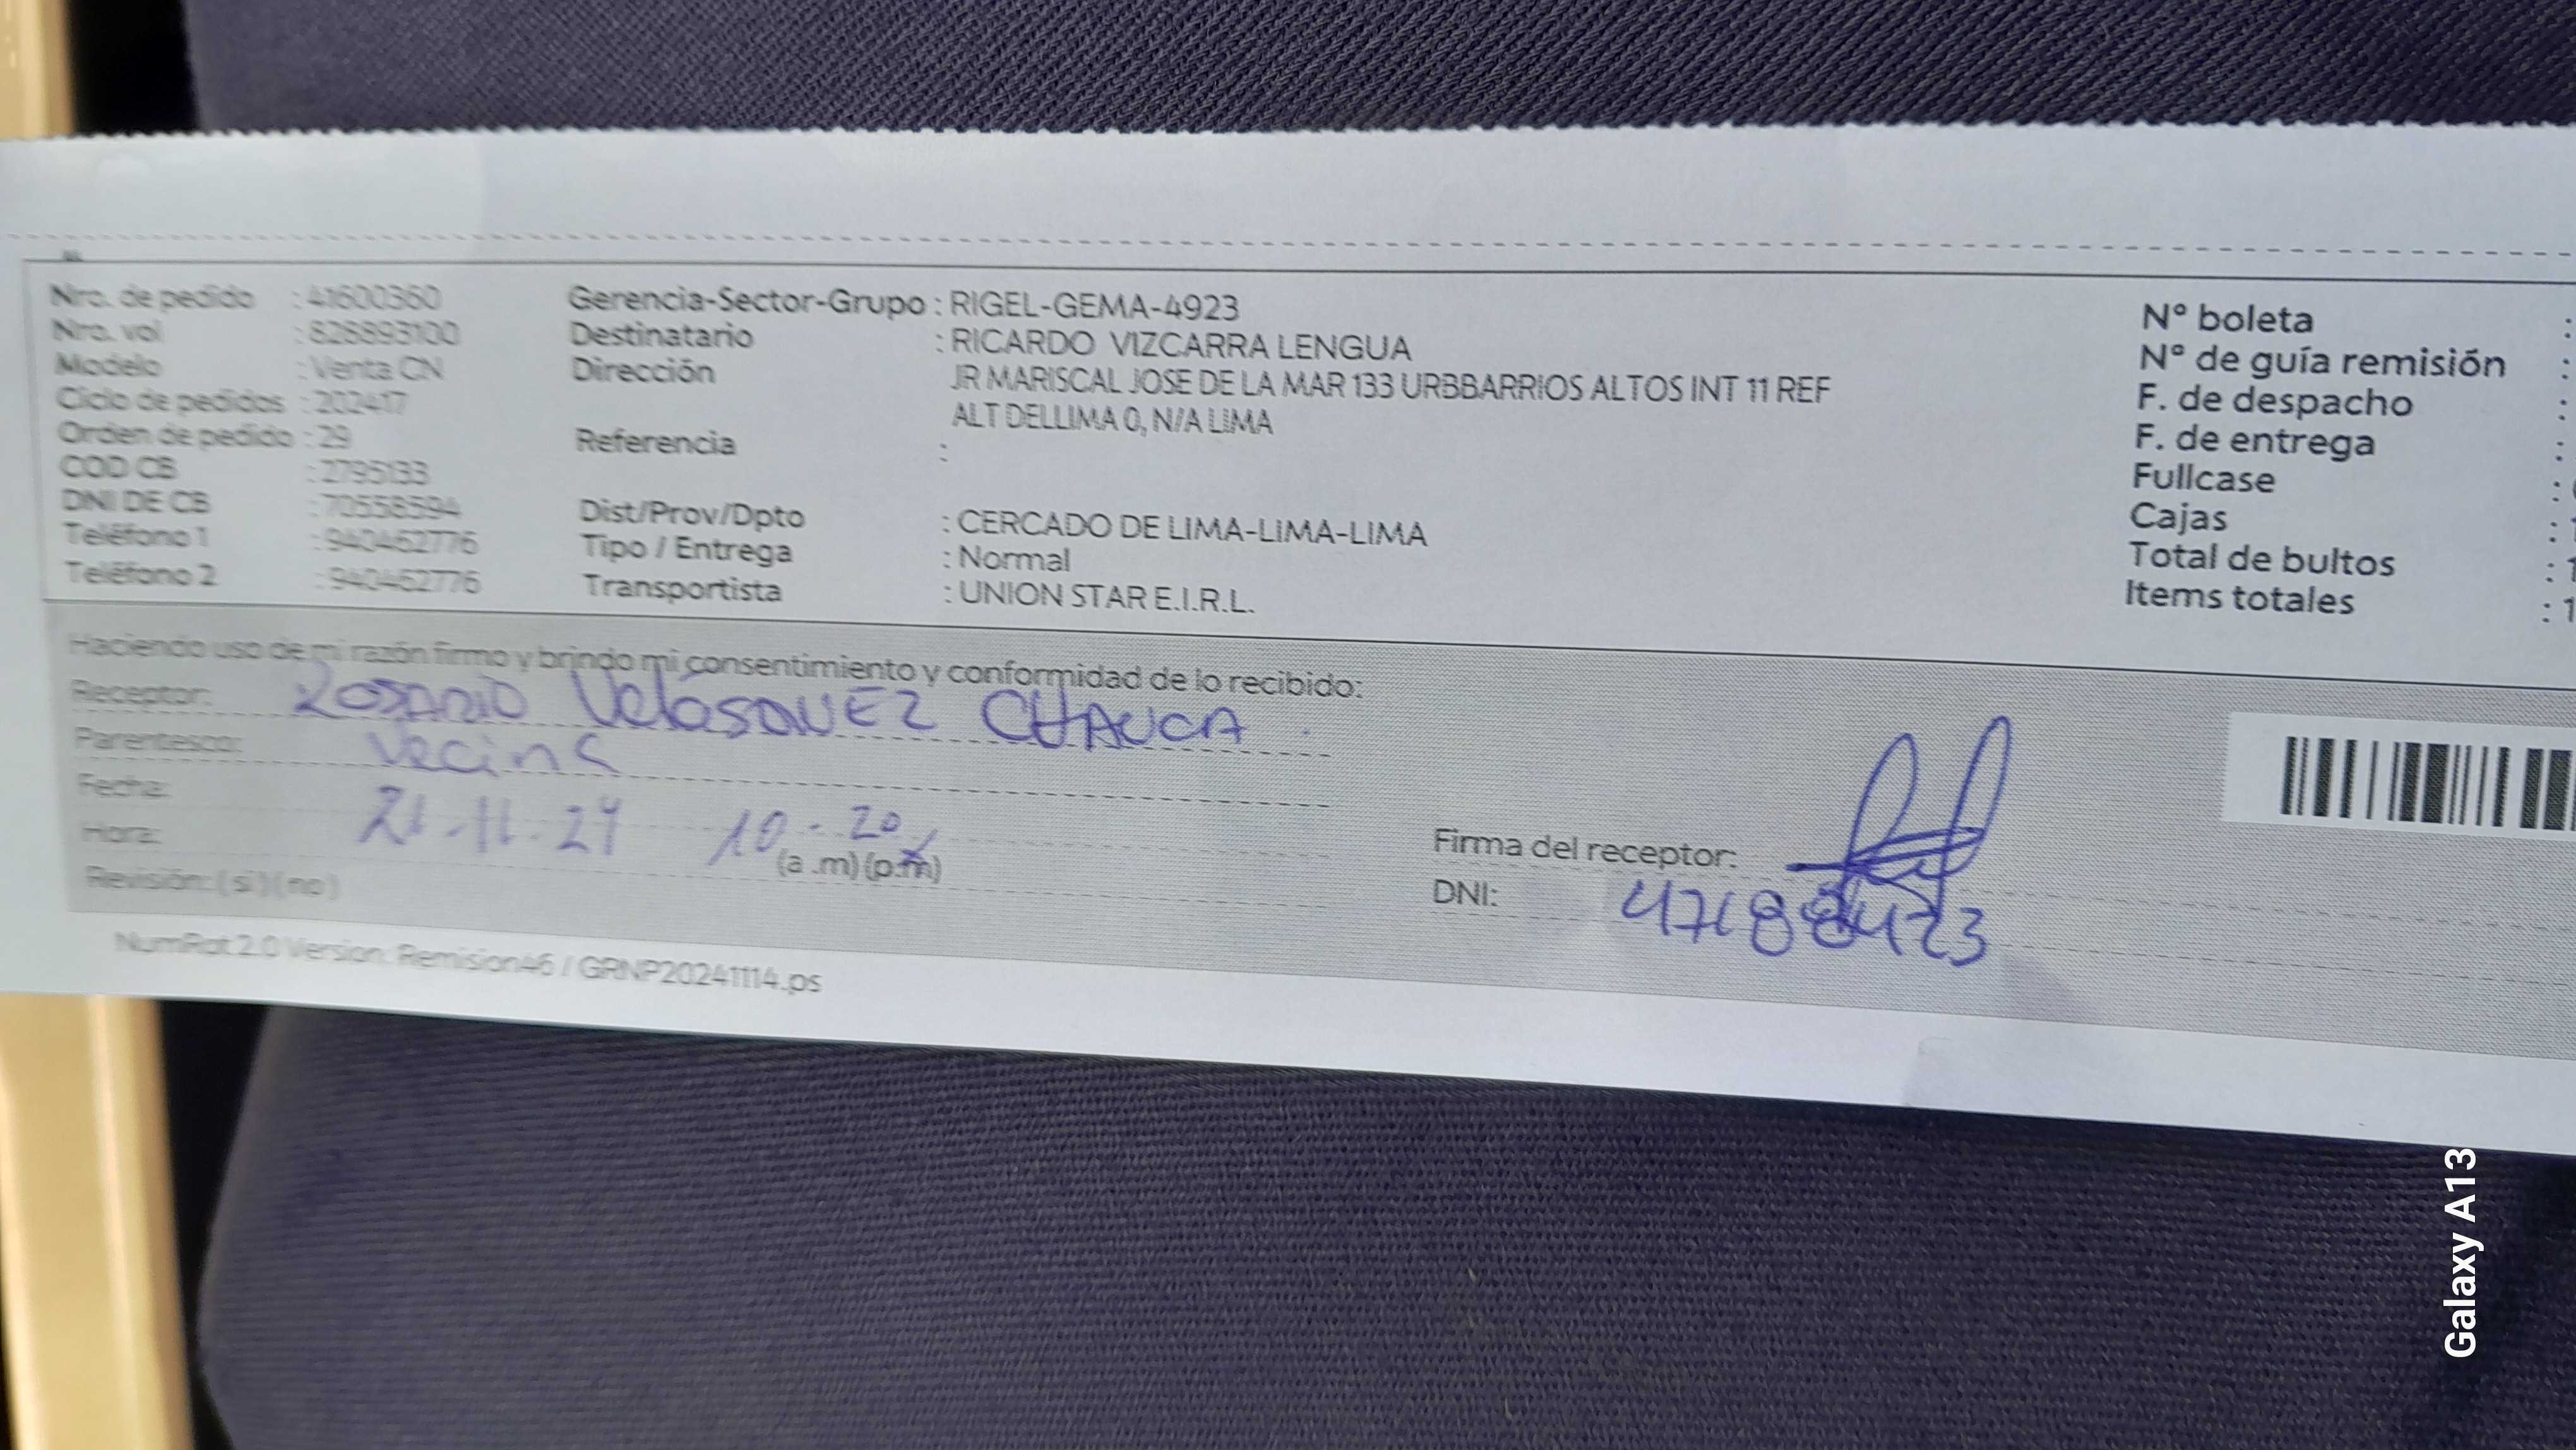 Nro. de pedido : 41600360
Nro. vol : 828893100
Modelo : Venta CN
Ciclo de pedidos : 202417
Orden de pedido : 29
COD CB : 2795133
DNI DE CB : 70558594
Teléfono 1 : 940462776
Teléfono 2 : 940462776
Gerencia-Sector-Grupo : RIGEL-GEMA-4923
Destinatario : RICARDO VIZCARRA LENGUA
Dirección JR MARISCAL JOSE DE LA MAR 133 URBBARRIOS ALTOS INT 11 REF
ALT DELLIMA 0, N/A LIMA
Referencia :
Dist/Prov/Dpto : CERCADO DE LIMA-LIMA-LIMA
Tipo / Entrega : Normal
Transportista : UNION STAR E.I.R.L.
N° boleta :
N° de guía remisión :
F. de despacho :
F. de entrega :
Fullcase :
Cajas : 1
Total de bultos : 1
Items totales : 1
Haciendo uso de mi razón firmo y brindo mi consentimiento y conformidad de lo recibido:
Receptor: ROSARIO VELÁSQUEZ CHAUCA
Parentesco: Vecina
Fecha: 21-11-24
Hora: 10-20 (a .m) (p.m)
Revisión: (si) (no)
Firma del receptor:
DNI:
NumRot 2.0 Version: Remision46 / GRNP20241114.ps
Galaxy A13